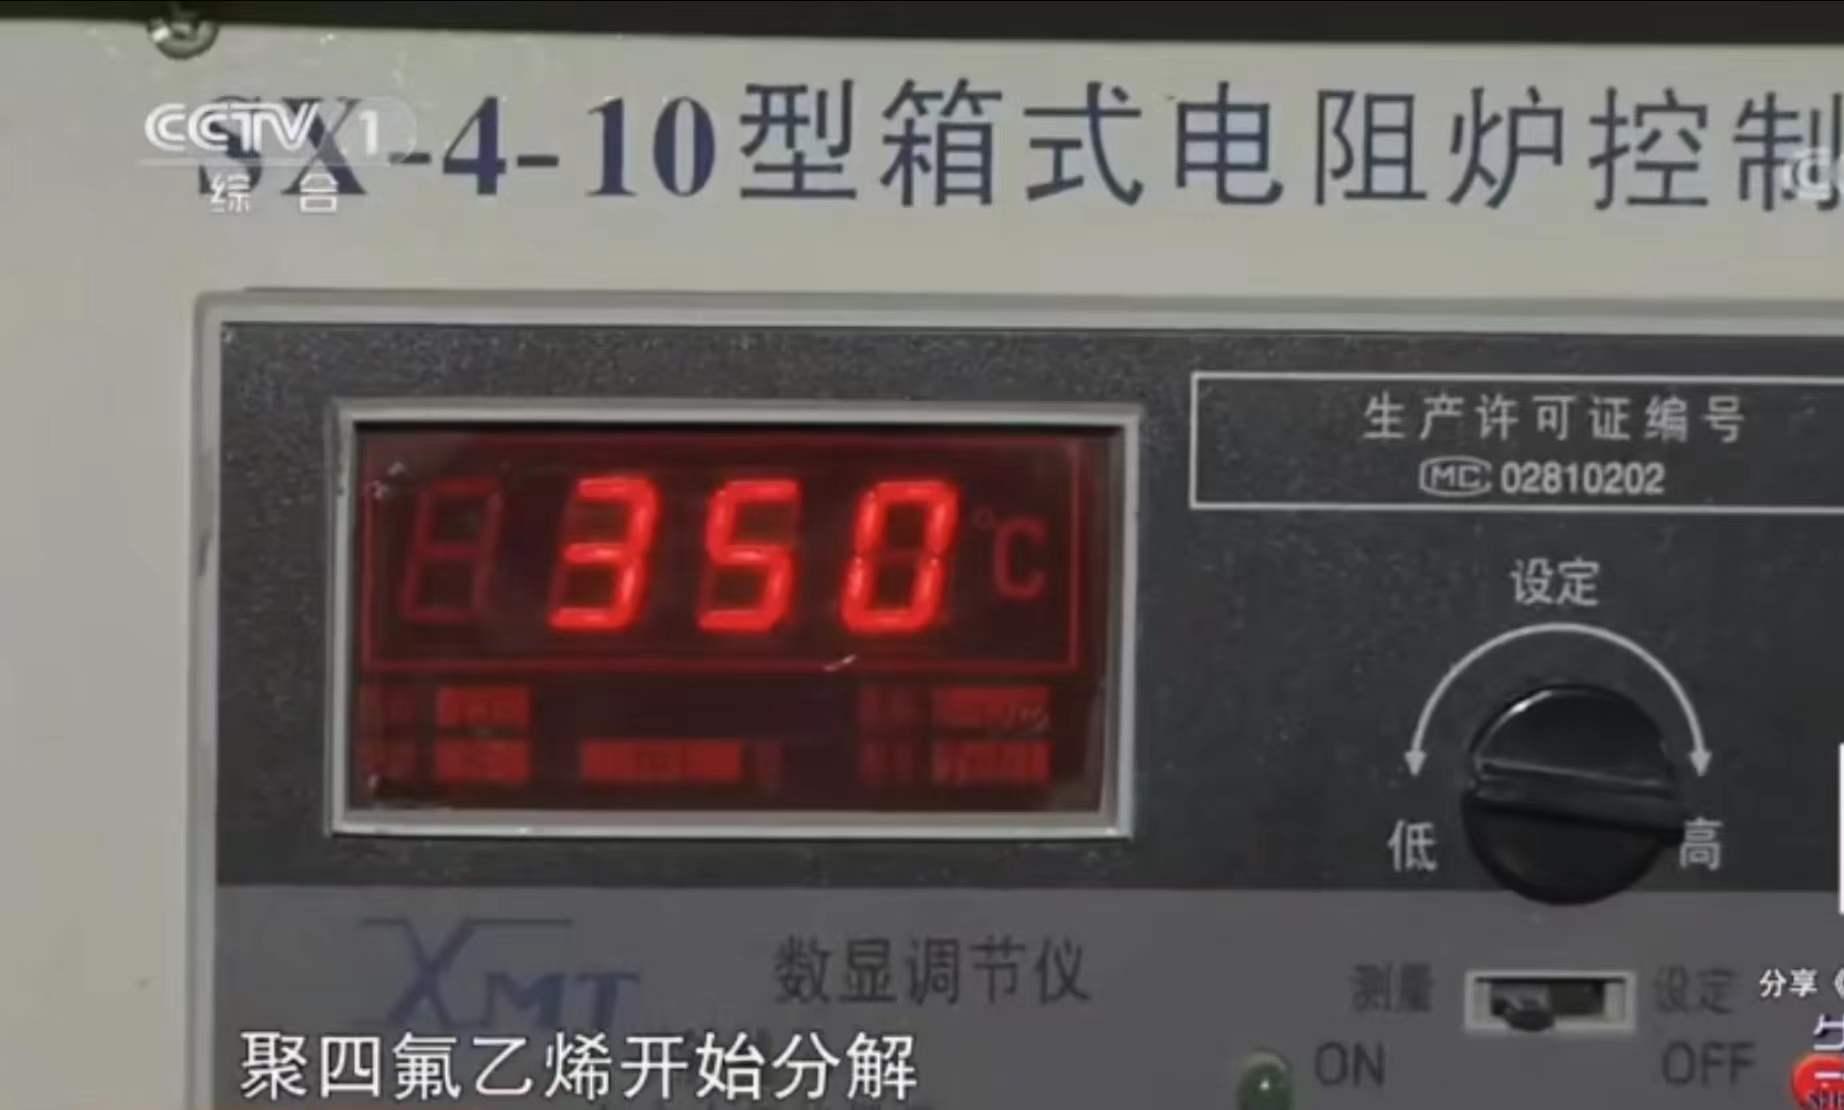 CCTV 1
综合
SX-4-10型箱式电阻炉控制
350℃
生产许可证编号
MC 02810202
设定
低 高
XMT 数显调节仪
测量 设定
分享《
ON OFF
聚四氟乙烯开始分解